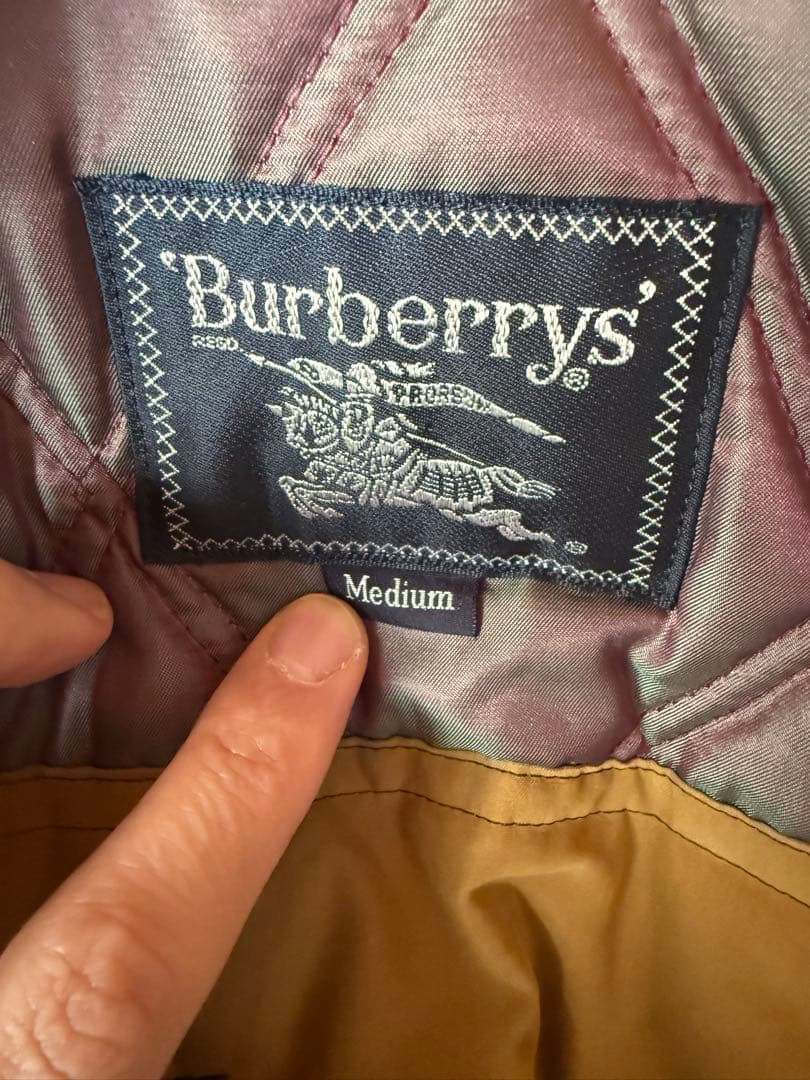 'Burberrys'
REGD.
PRORSUM
®
Medium